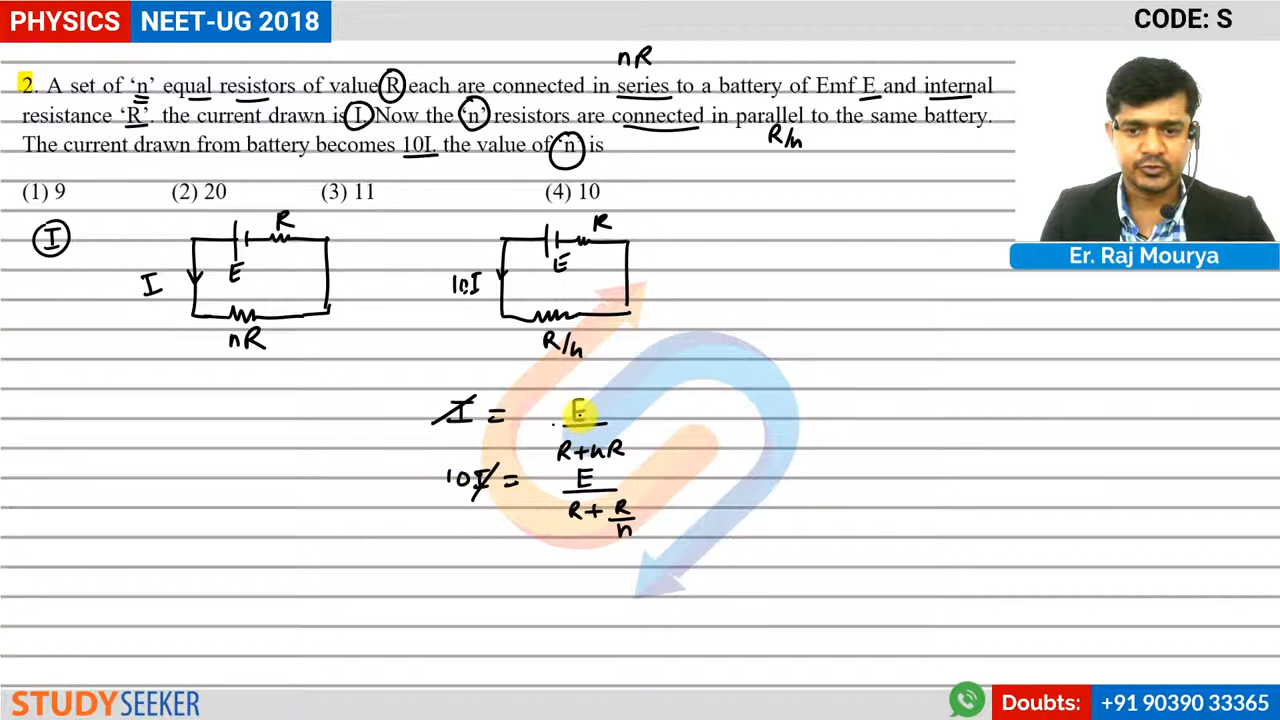 PHYSICS NEET-UG 2018
CODE: S
nR
2. A set of ‘n’ equal resistors of value R each are connected in series to a battery of Emf E and internal
resistance ‘R’. the current drawn is I. Now the ‘n’ resistors are connected in parallel to the same battery.
R/n
The current drawn from battery becomes 10I. the value of ‘n’ is
(1) 9 (2) 20 (3) 11 (4) 10
I
R
R
E
E
I
10I
nR
R/n
Er. Raj Mourya
I = E
R+nR
10I = E
R + R
n
STUDYSEEKER
Doubts: +91 90390 33365